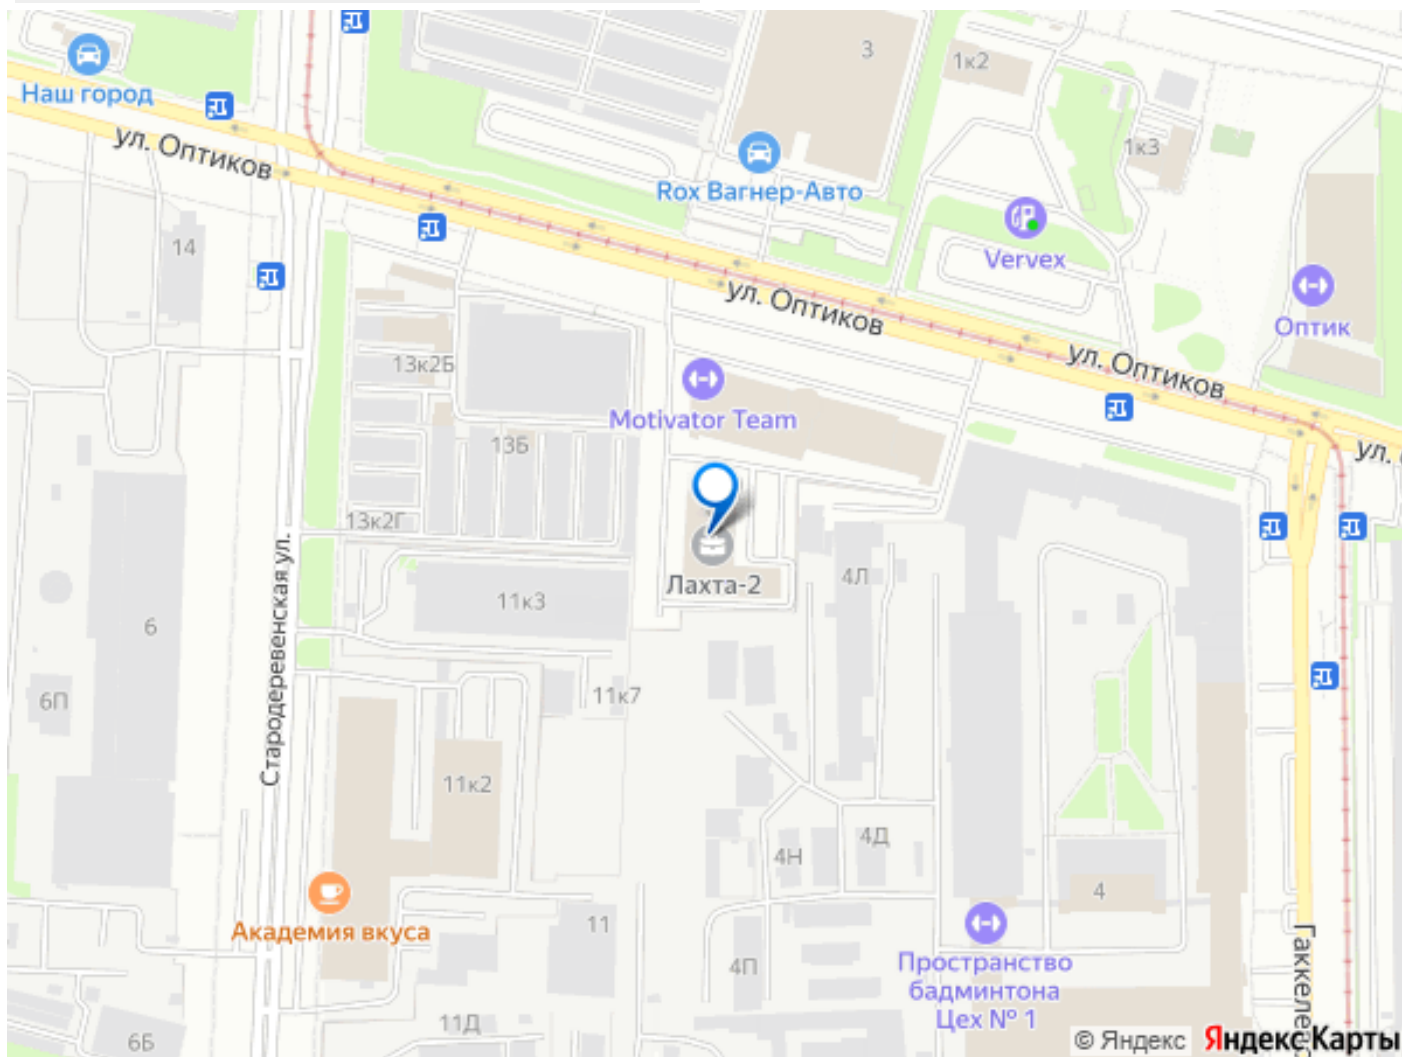 3
1к2
Наш город
ул. Оптиков
1к3
Rox Вагнер-Авто
14
Vervex
ул. Оптиков
Оптик
13к2Б
ул. Оптиков
Motivator Team
13Б
ул.
13к2Г
Лахта-2
4Л
11к3
Стародеревенская ул.
6
6П
11к7
11к2
4Д
4Н
4
Академия вкуса
11
Пространство
бадминтона
Цех № 1
4П
Гаккеле
11Д
6Б
© Яндекс Яндекс Карты